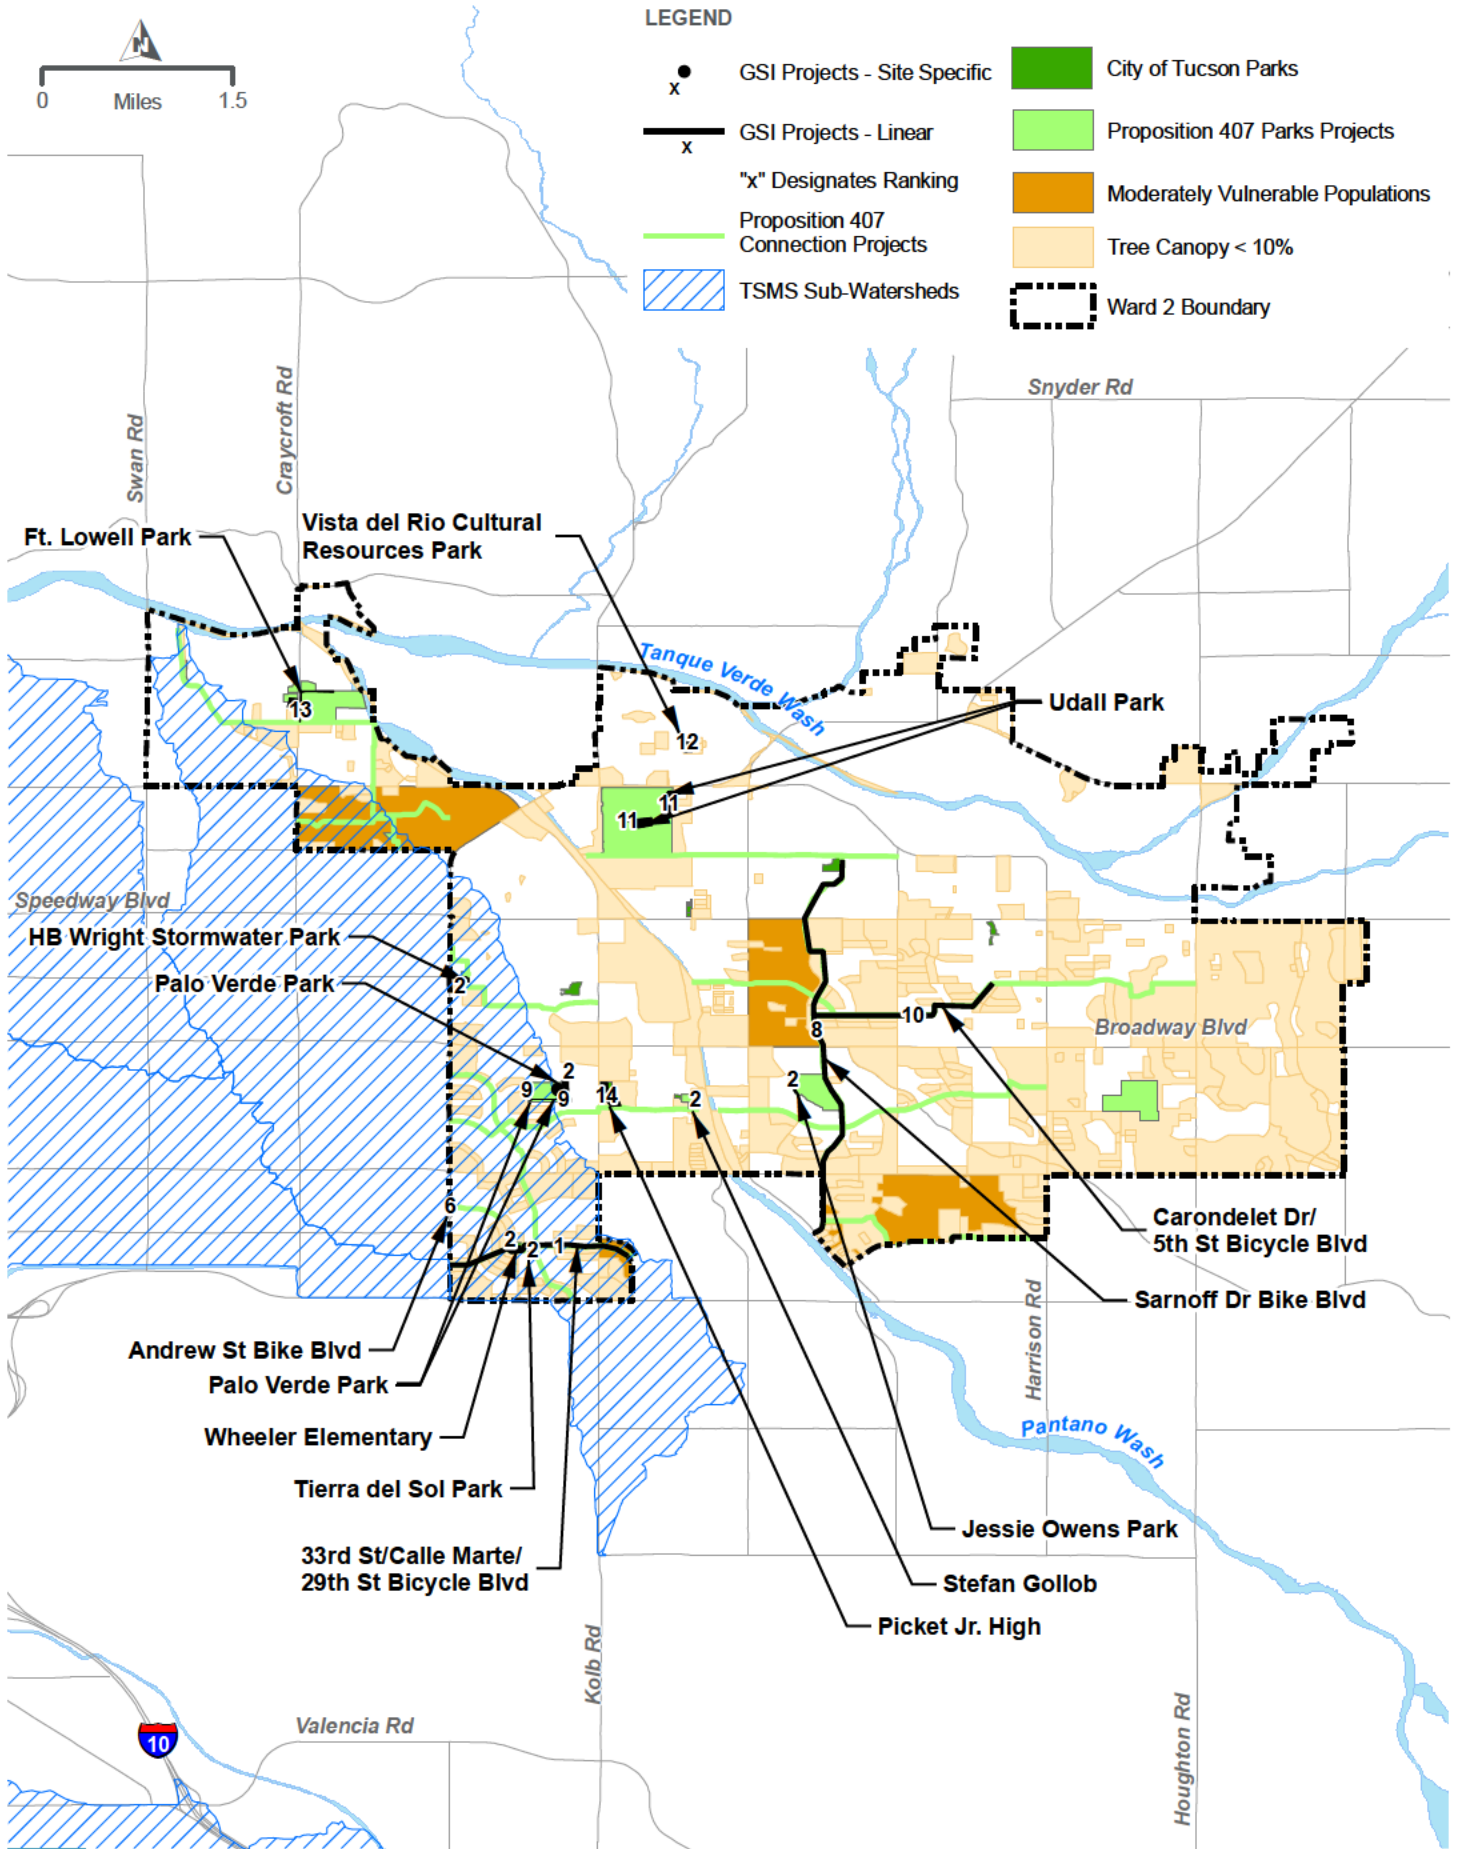 LEGEND
N
0 Miles 1.5
x
GSI Projects - Site Specific
GSI Projects - Linear
x
"x" Designates Ranking
Proposition 407
Connection Projects
TSMS Sub-Watersheds
City of Tucson Parks
Proposition 407 Parks Projects
Moderately Vulnerable Populations
Tree Canopy < 10%
Ward 2 Boundary
Snyder Rd
Swan Rd
Craycroft Rd
Ft. Lowell Park
Vista del Rio Cultural
Resources Park
Tanque Verde Wash
Udall Park
13
12
11
11
Speedway Blvd
HB Wright Stormwater Park
Palo Verde Park
2
8
10
Broadway Blvd
2
9
9
14
2
2
6
2
2
1
Carondelet Dr/
5th St Bicycle Blvd
Sarnoff Dr Bike Blvd
Andrew St Bike Blvd
Palo Verde Park
Wheeler Elementary
Tierra del Sol Park
33rd St/Calle Marte/
29th St Bicycle Blvd
Harrison Rd
Pantano Wash
Jessie Owens Park
Stefan Gollob
Picket Jr. High
Kolb Rd
Houghton Rd
Valencia Rd
10